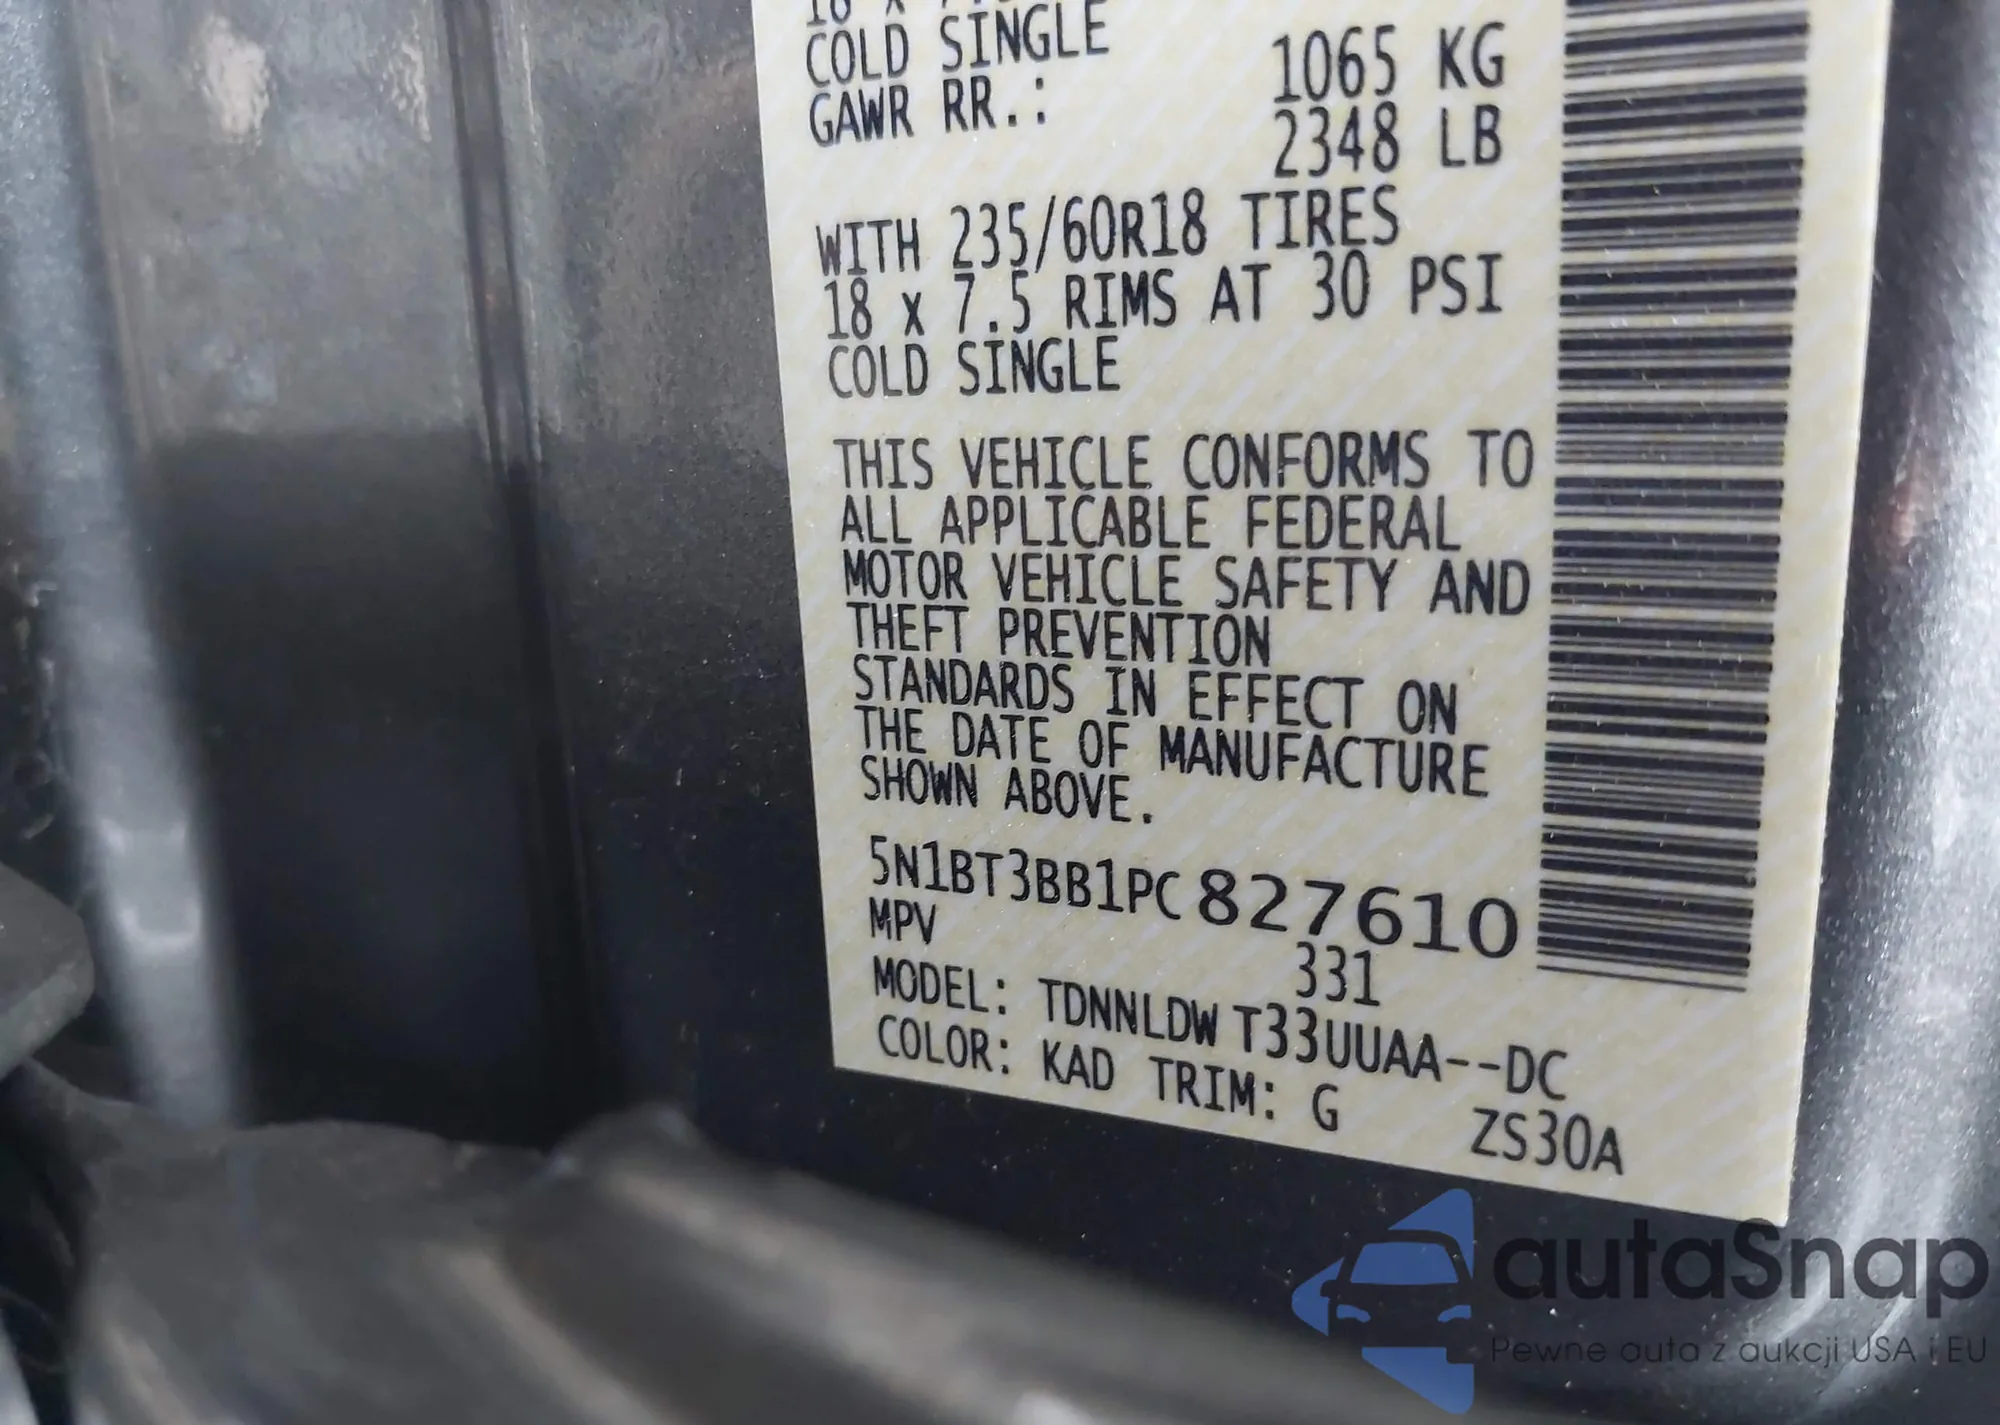 COLD SINGLE
GAWR RR.: 1065 KG
2348 LB
WITH 235/60R18 TIRES
18 x 7.5 RIMS AT 30 PSI
COLD SINGLE
THIS VEHICLE CONFORMS TO
ALL APPLICABLE FEDERAL
MOTOR VEHICLE SAFETY AND
THEFT PREVENTION
STANDARDS IN EFFECT ON
THE DATE OF MANUFACTURE
SHOWN ABOVE.
5N1BT3BB1PC827610
MPV 331
MODEL: TDNNLDW T33UUAA--DC
COLOR: KAD TRIM: G ZS30A
autaSnap
Pewne auta z aukcji USA i EU